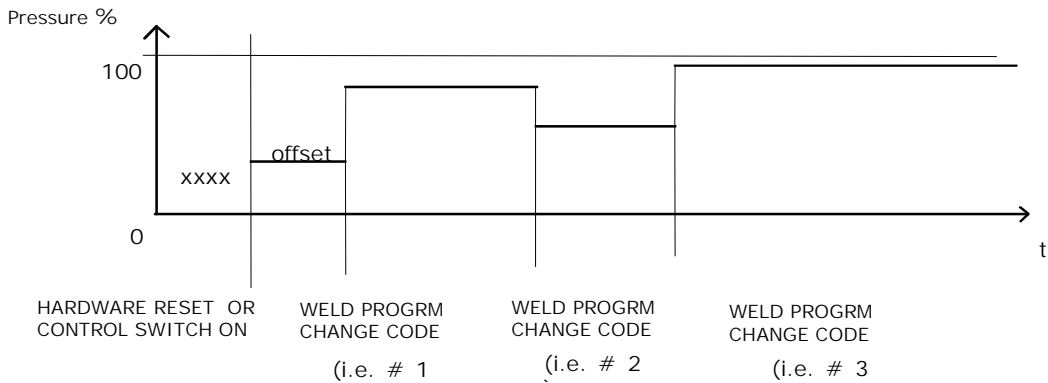 Pressure %
100
offset
xxxx
0
t
HARDWARE RESET OR
CONTROL SWITCH ON
WELD PROGRM
CHANGE CODE
(i.e. # 1
WELD PROGRM
CHANGE CODE
(i.e. # 2
)
WELD PROGRM
CHANGE CODE
(i.e. # 3